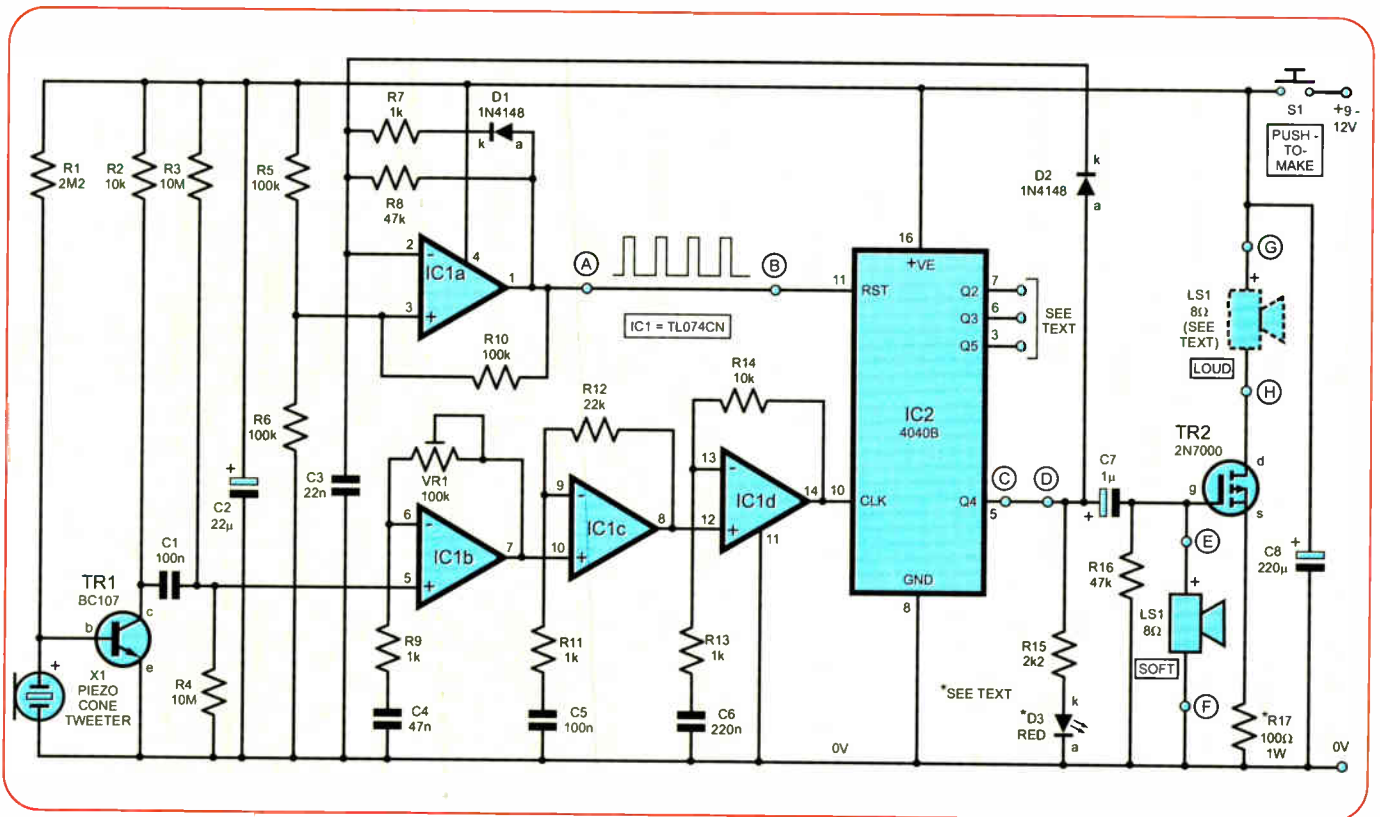 R1
2M2
R2
10k
R3
10M
R5
100k
R7
1k
D1
1N4148
k
a
R8
47k
2
-
4
IC1a
1
3
+
R10
100k
A
B
IC1 = TL074CN
11
RST
16
+VE
Q2
7
Q3
6
Q5
3
SEE
TEXT
IC2
4040B
10
CLK
Q4
5
C
D
GND
8
D2
1N4148
k
a
S1
+9 -
12V
PUSH -
TO-
MAKE
G
+
LS1
8Ω
(SEE
TEXT)
LOUD
H
TR2
2N7000
g
d
s
C7
1µ
+
R16
47k
E
+
LS1
8Ω
SOFT
F
+
C8
220µ
*R17
100Ω
1W
0V
R15
2k2
*SEE TEXT
*D3
RED
k
a
R6
100k
+
C2
22µ
C3
22n
C1
100n
TR1
BC107
b
c
e
+
X1
PIEZO
CONE
TWEETER
R4
10M
VR1
100k
6
-
IC1b
7
5
+
R9
1k
C4
47n
R12
22k
9
-
IC1c
8
10
+
R11
1k
C5
100n
R14
10k
13
-
IC1d
14
12
+
11
R13
1k
C6
220n
0V